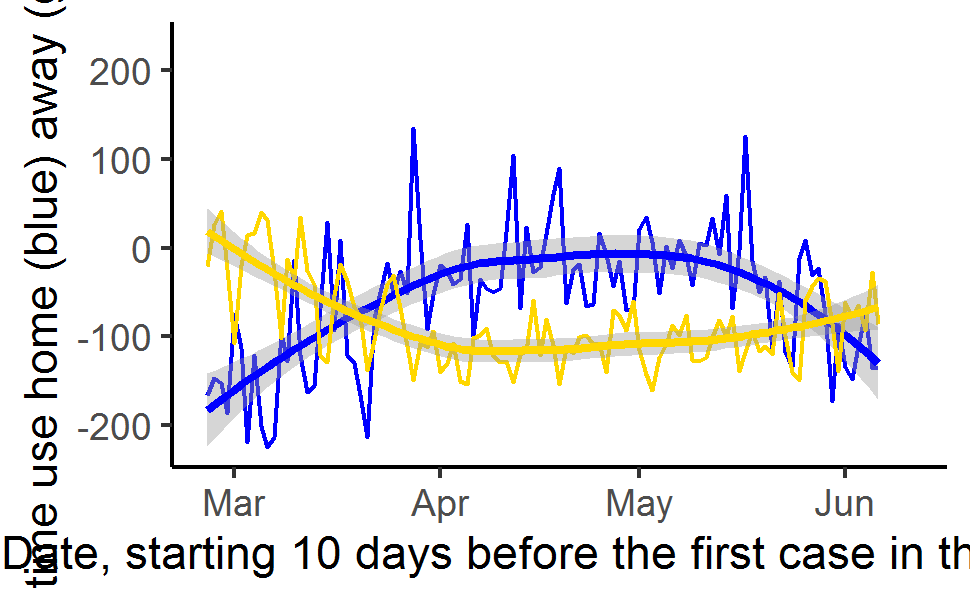 time use home (blue) away (
200
100
0
-100
-200
Mar Apr May Jun
Date, starting 10 days before the first case in th